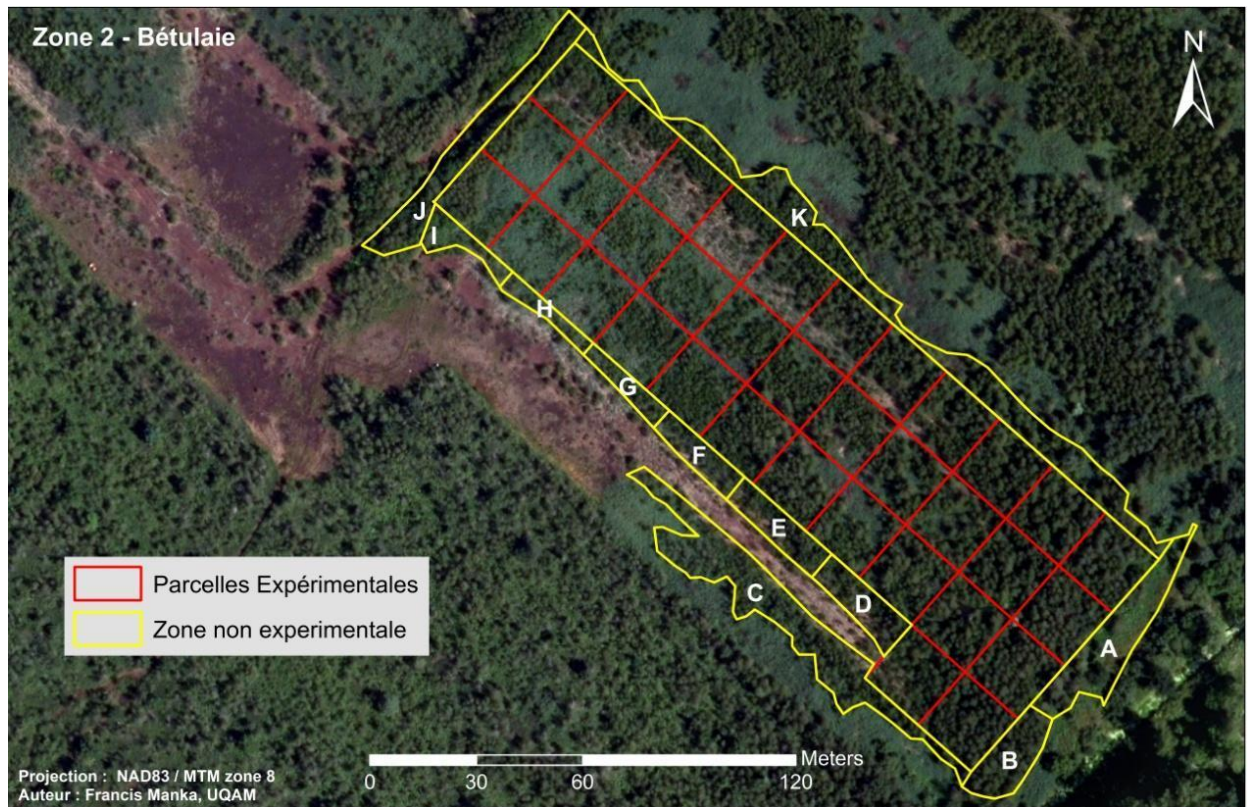 Zone 2 - Bétulaie
N
K
J
I
H
G
F
E
C
D
A
B
Parcelles Expérimentales
Zone non experimentale
Meters
0 30 60 120
Projection : NAD83 / MTM zone 8
Auteur : Francis Manka, UQAM